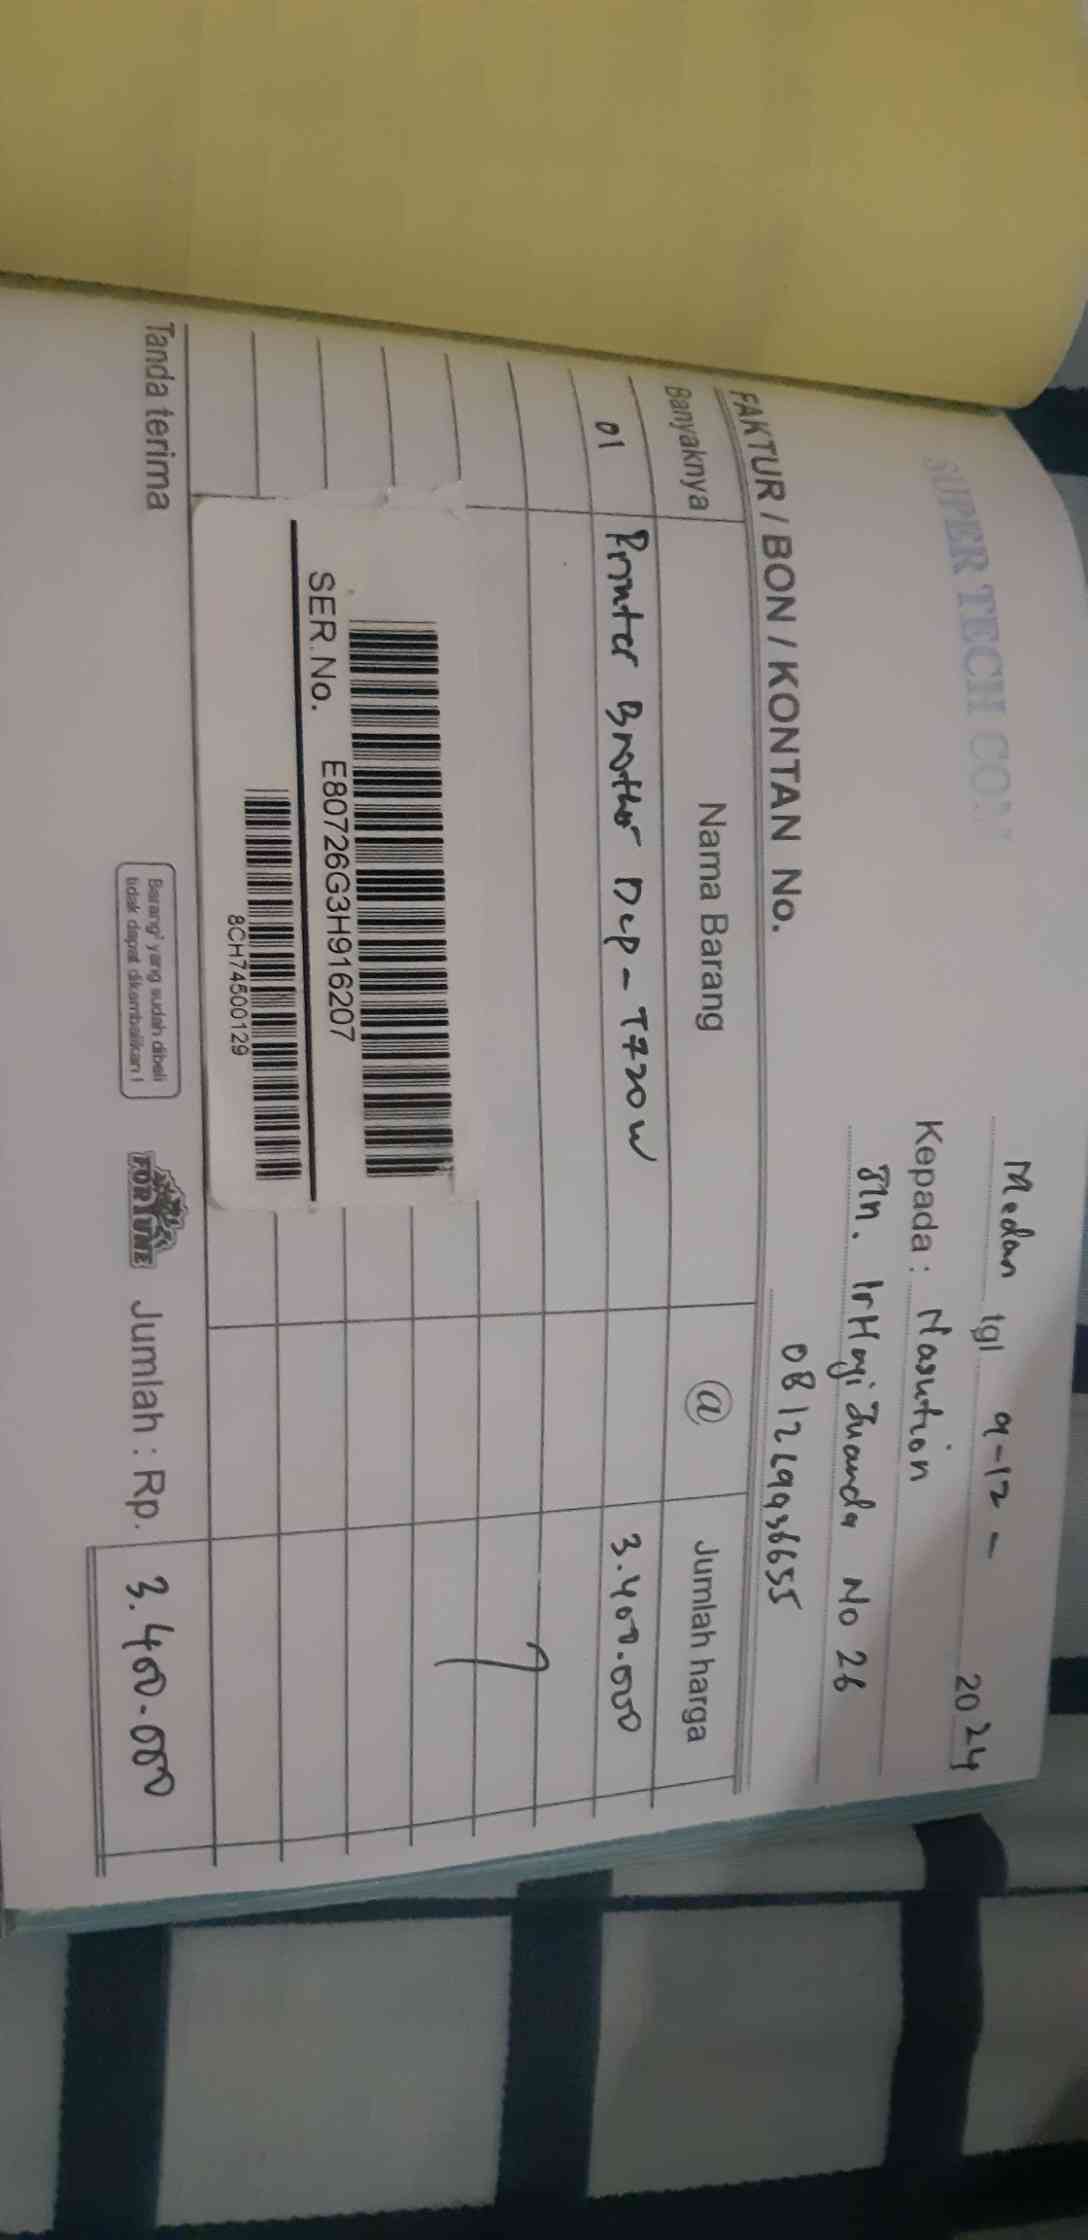 SUPER TECH COM
Medan tgl 9-12- 2024
Kepada : Nasution
Jln. Ir Haji Juanda No 26
FAKTUR / BON / KONTAN No.
Banyaknya Nama Barang @ Jumlah harga
01 Printer Brother Dcp-T720W 3.400.000
SER.No. E80726G3H916207
8CH74500129
Tanda terima
Barang² yang sudah dibeli
tidak dapat dikembalikan !
FORTUNE
Jumlah : Rp. 3.400.000